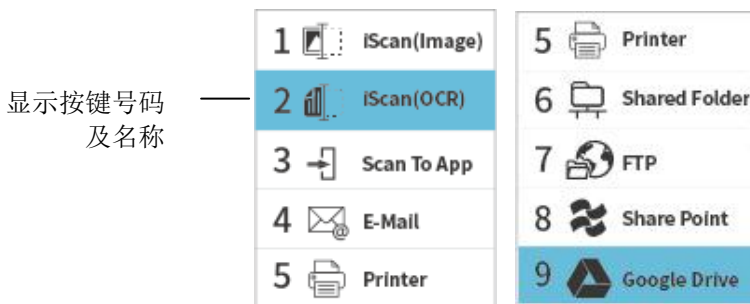 显示按键号码
及名称
1 iScan(Image)
2 iScan(OCR)
3 Scan To App
4 E-Mail
5 Printer
5 Printer
6 Shared Folder
7 FTP
8 Share Point
9 Google Drive